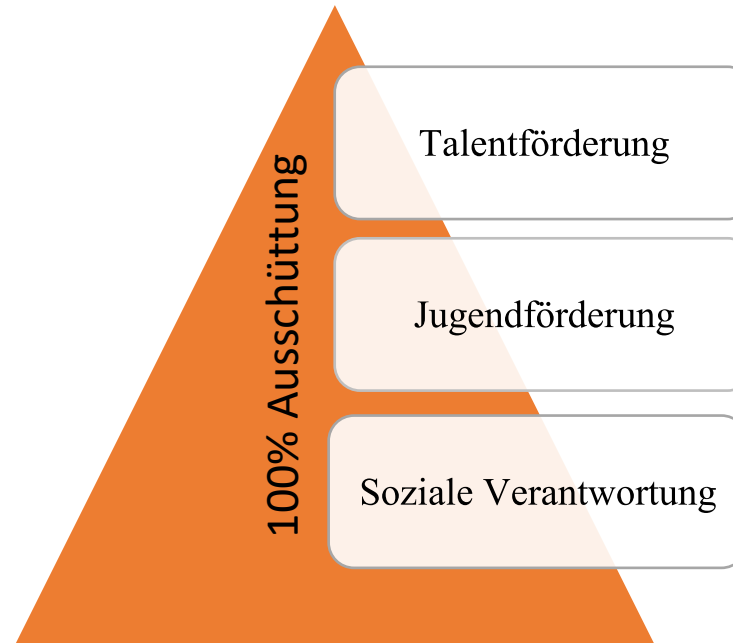 100% Ausschüttung
Talentförderung
Jugendförderung
Soziale Verantwortung